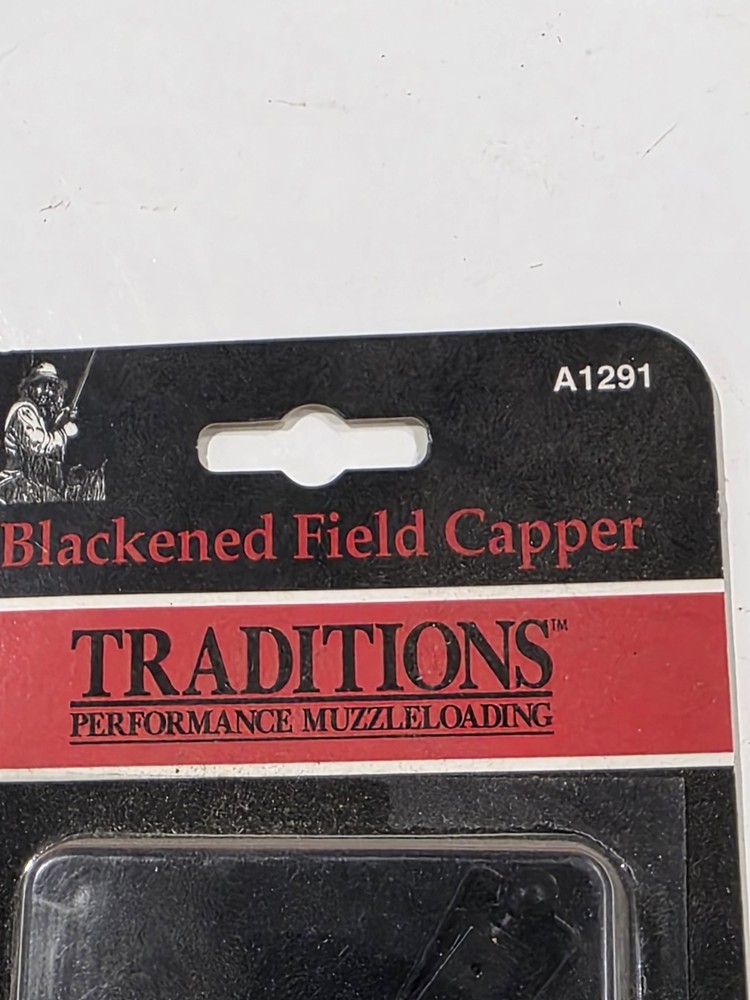 A1291
Blackened Field Capper
TRADITIONS™
PERFORMANCE MUZZLELOADING